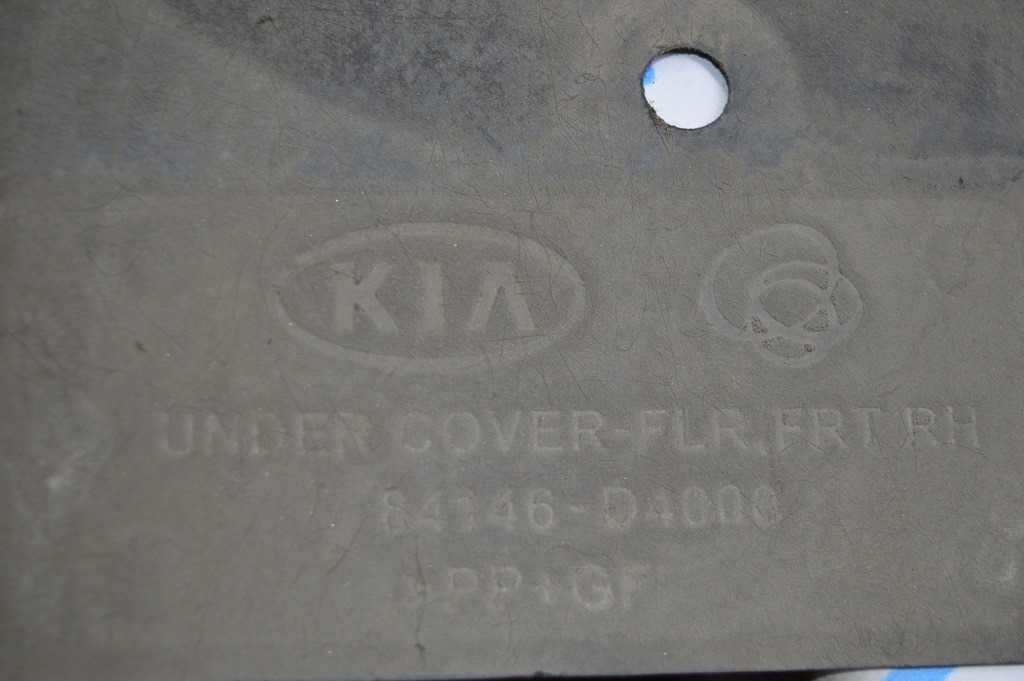 KIA
UNDER COVER-FLR,FRT RH
84146-D4000
>PP+GF